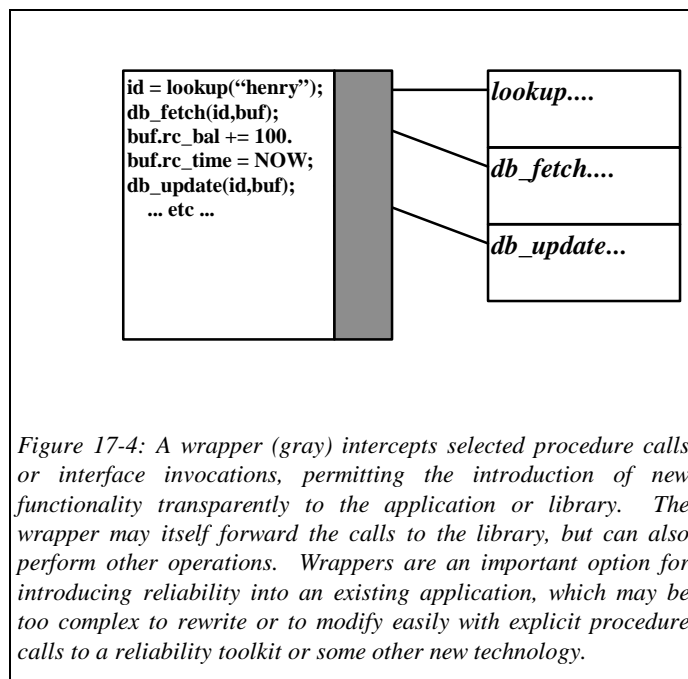 id = lookup(“henry”);
db_fetch(id,buf);
buf.rc_bal += 100.
buf.rc_time = NOW;
db_update(id,buf);
... etc ...
lookup....
db_fetch....
db_update...
Figure 17-4: A wrapper (gray) intercepts selected procedure calls
or interface invocations, permitting the introduction of new
functionality transparently to the application or library. The
wrapper may itself forward the calls to the library, but can also
perform other operations. Wrappers are an important option for
introducing reliability into an existing application, which may be
too complex to rewrite or to modify easily with explicit procedure
calls to a reliability toolkit or some other new technology.